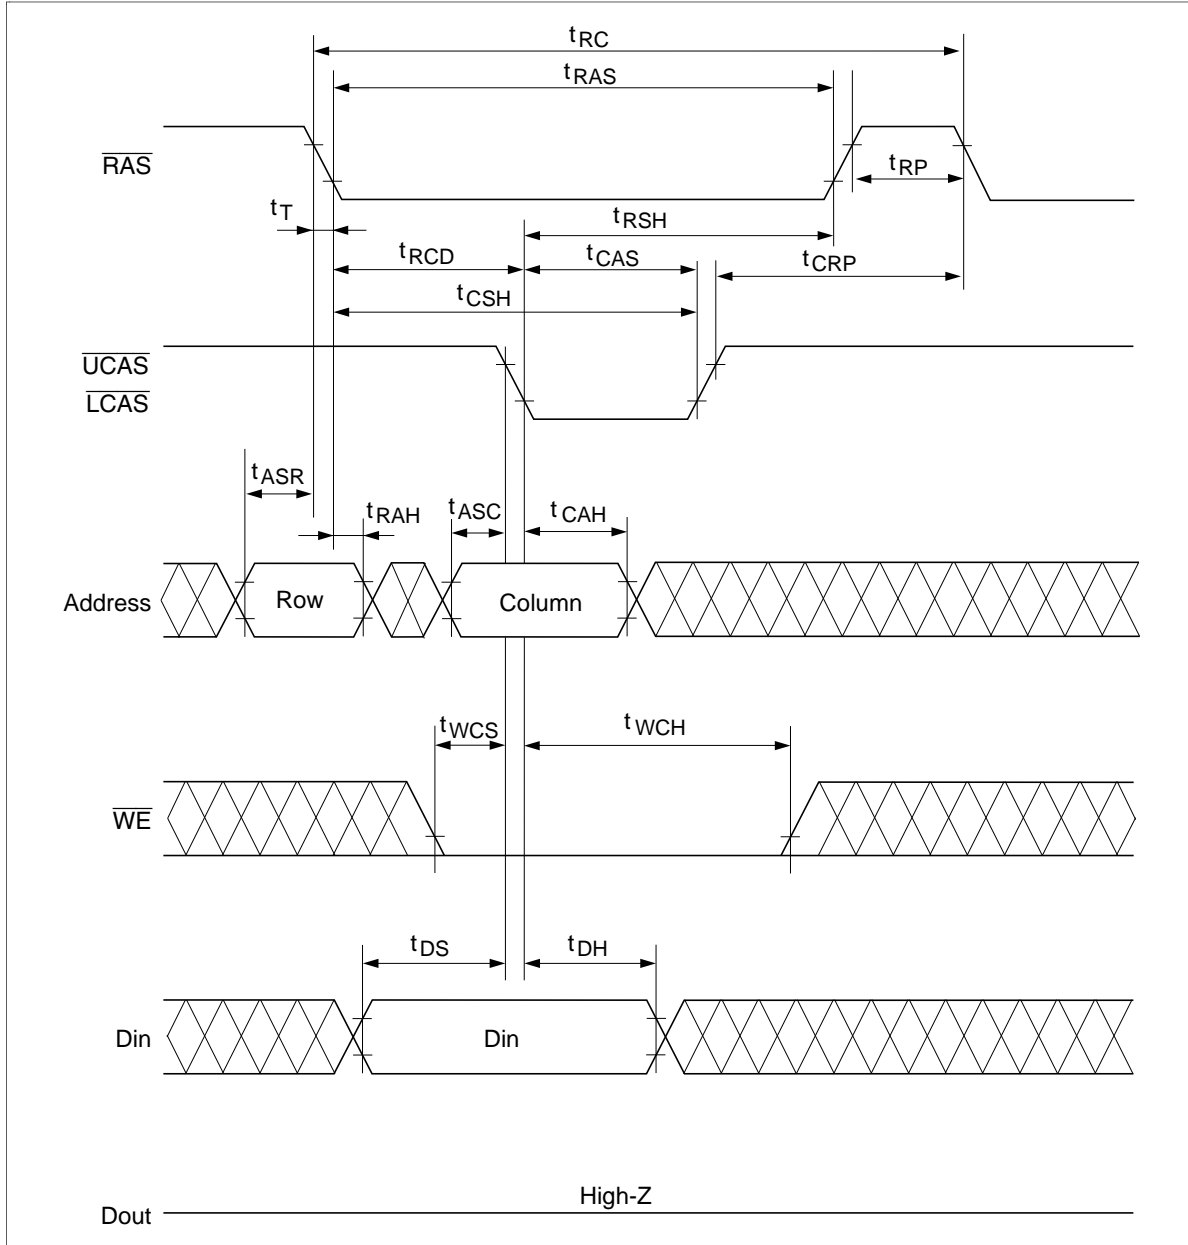 tRC
tRAS
RAS
tRP
tT
tRSH
tRCD
tCAS
tCRP
tCSH
UCAS
LCAS
tASR
tRAH
tASC
tCAH
Address
Row
Column
tWCS
tWCH
WE
tDS
tDH
Din
Din
High-Z
Dout